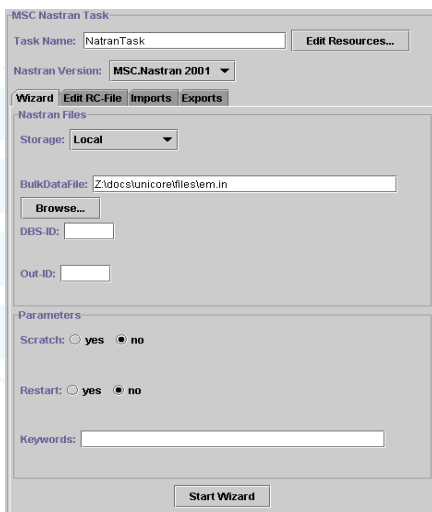 MSC Nastran Task
Task Name: NatranTask Edit Resources...
Nastran Version: MSC.Nastran 2001
Wizard Edit RC-File Imports Exports
Nastran Files
Storage: Local
BulkDataFile: Z:\docs\unicore\files\em.in
Browse...
DBS-ID:
Out-ID:
Parameters
Scratch: yes no
Restart: yes no
Keywords:
Start Wizard